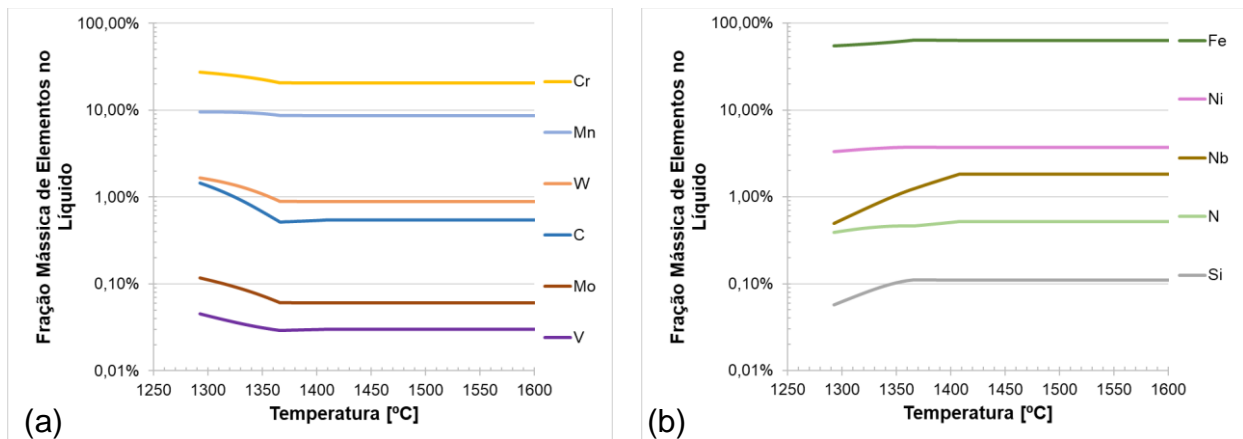 Fração Mássica de Elementos no
Líquido
100,00%
10,00%
1,00%
0,10%
0,01%
1250 1300 1350 1400 1450 1500 1550 1600
Temperatura [ºC]
Cr
Mn
W
C
Mo
V
(a)
Fração Mássica de Elementos no
Líquido
100,00%
10,00%
1,00%
0,10%
0,01%
1250 1300 1350 1400 1450 1500 1550 1600
Temperatura [ºC]
Fe
Ni
Nb
N
Si
(b)